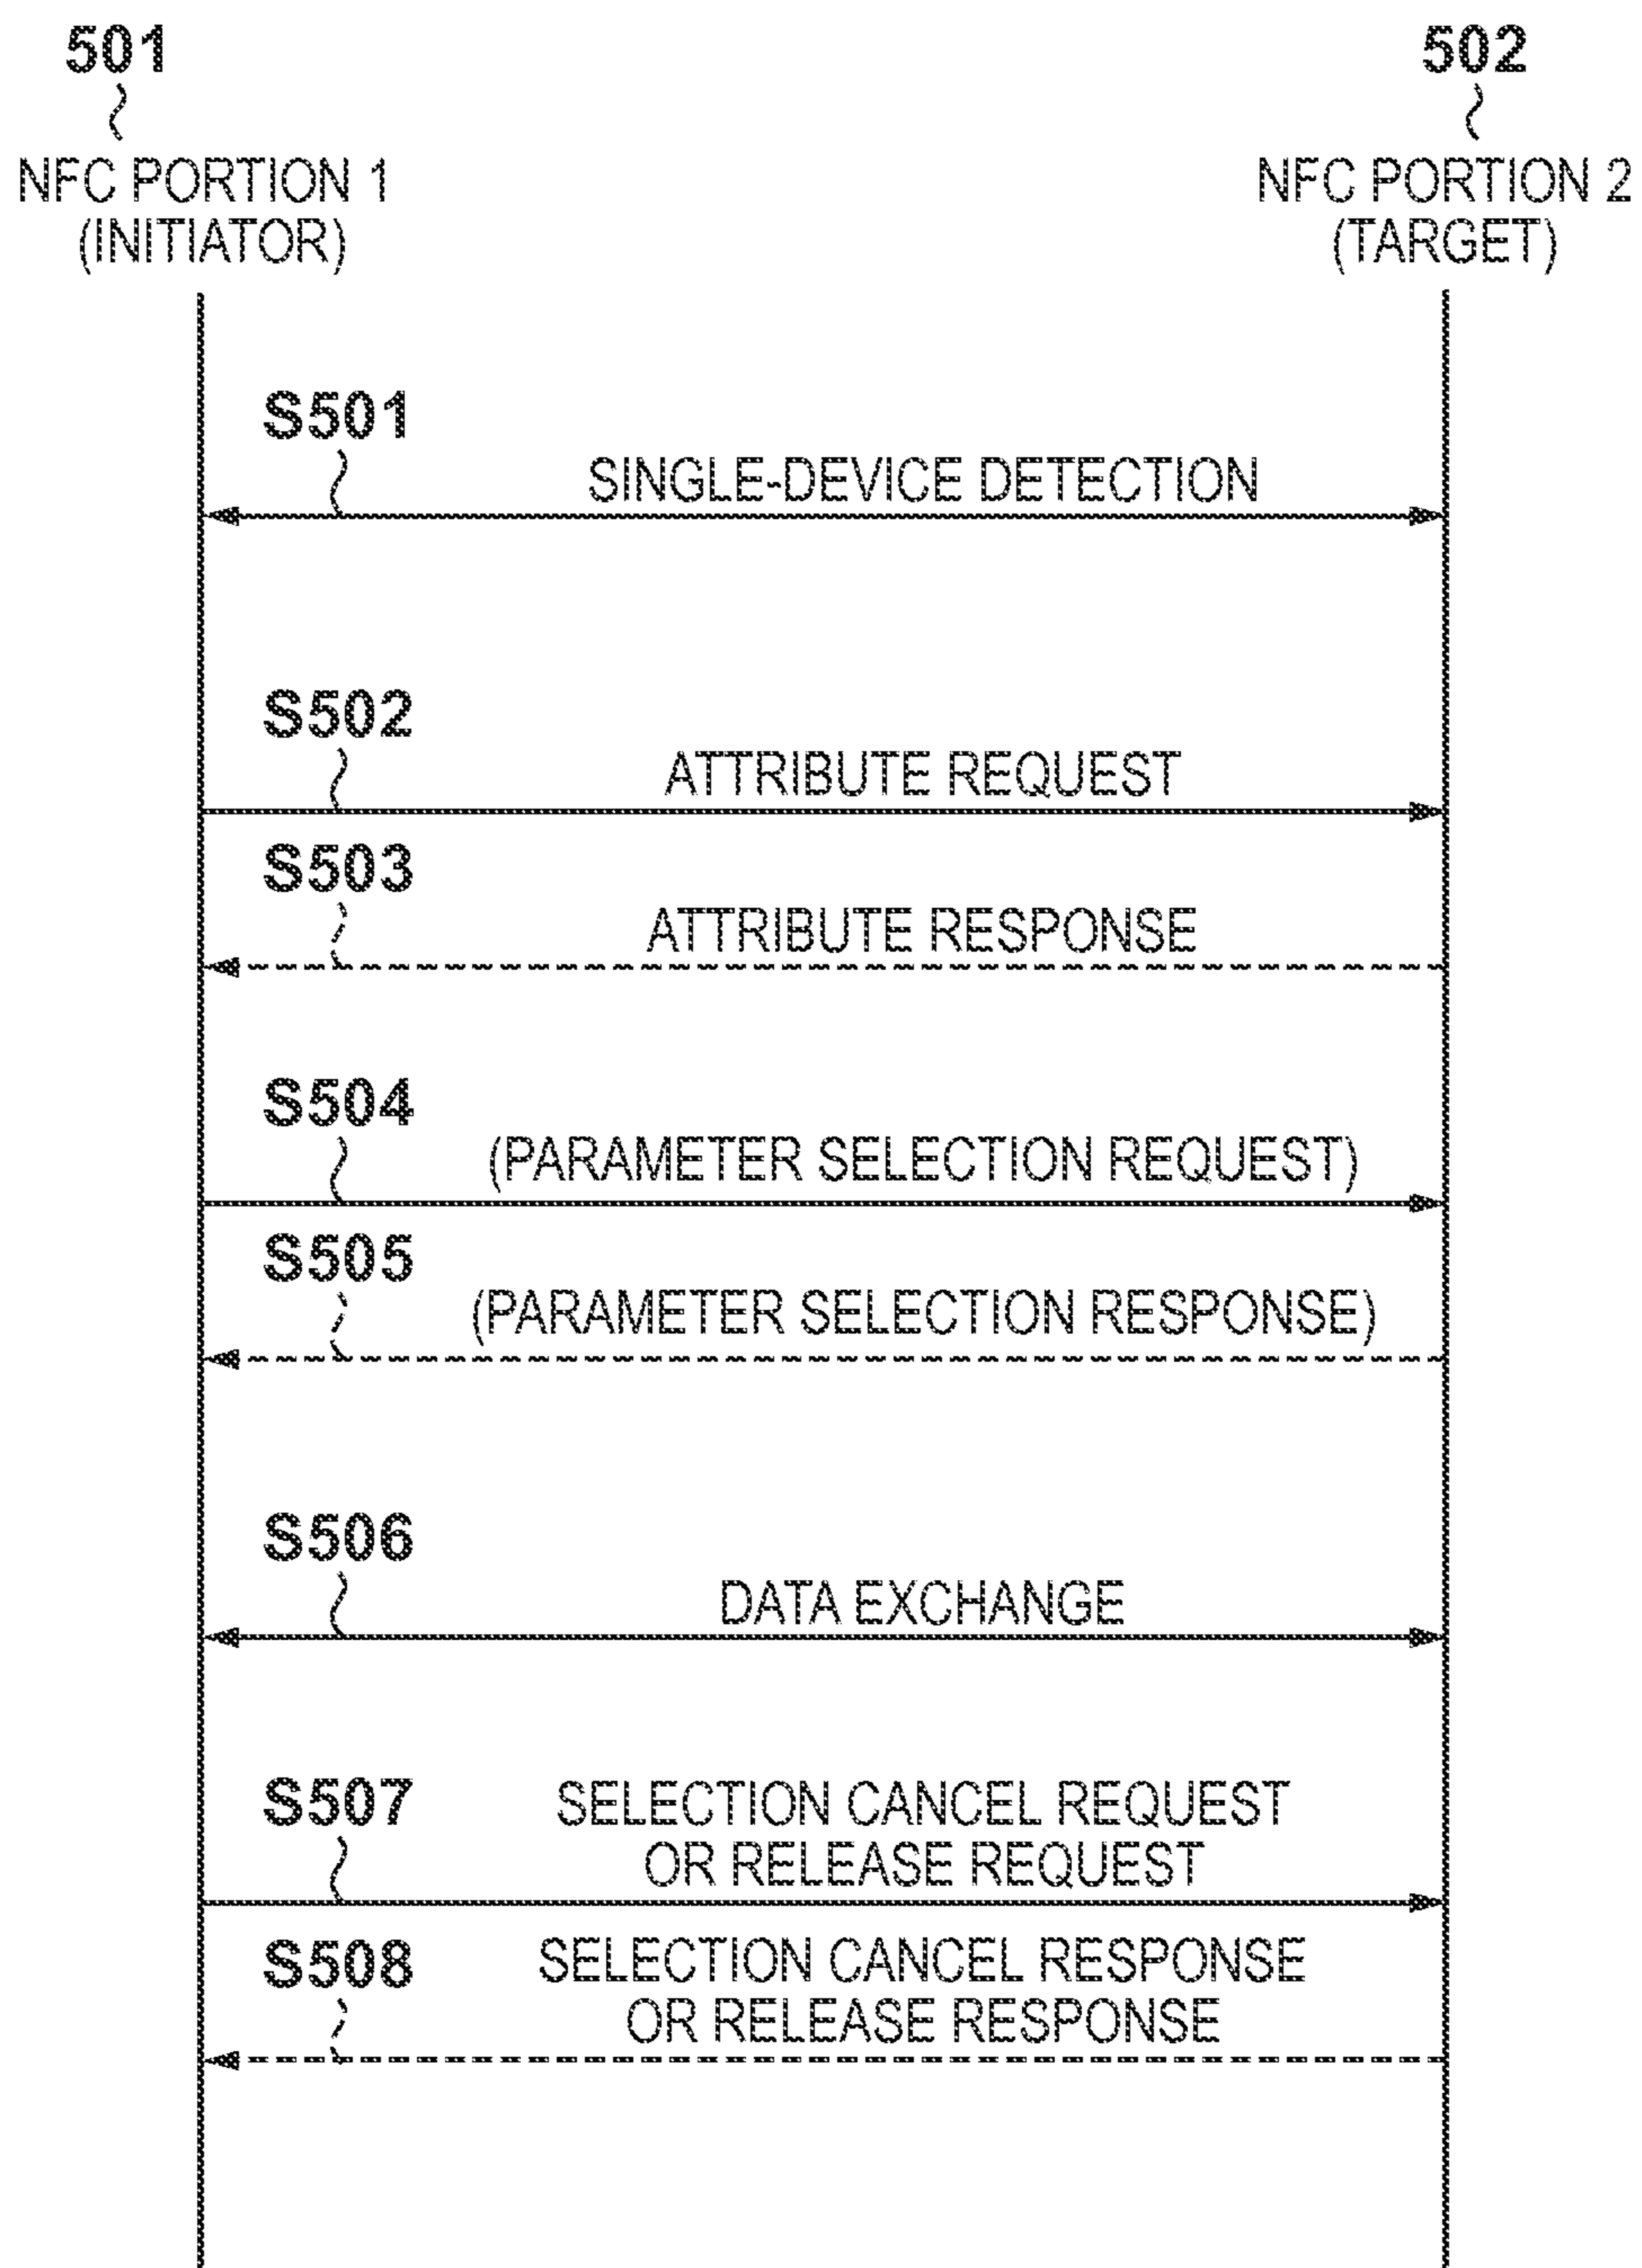 501
502
NFC PORTION 1
(INITIATOR)
NFC PORTION 2
(TARGET)
S501
SINGLE-DEVICE DETECTION
S502
ATTRIBUTE REQUEST
S503
ATTRIBUTE RESPONSE
S504
(PARAMETER SELECTION REQUEST)
S505
(PARAMETER SELECTION RESPONSE)
S506
DATA EXCHANGE
S507
SELECTION CANCEL REQUEST
OR RELEASE REQUEST
S508
SELECTION CANCEL RESPONSE
OR RELEASE RESPONSE